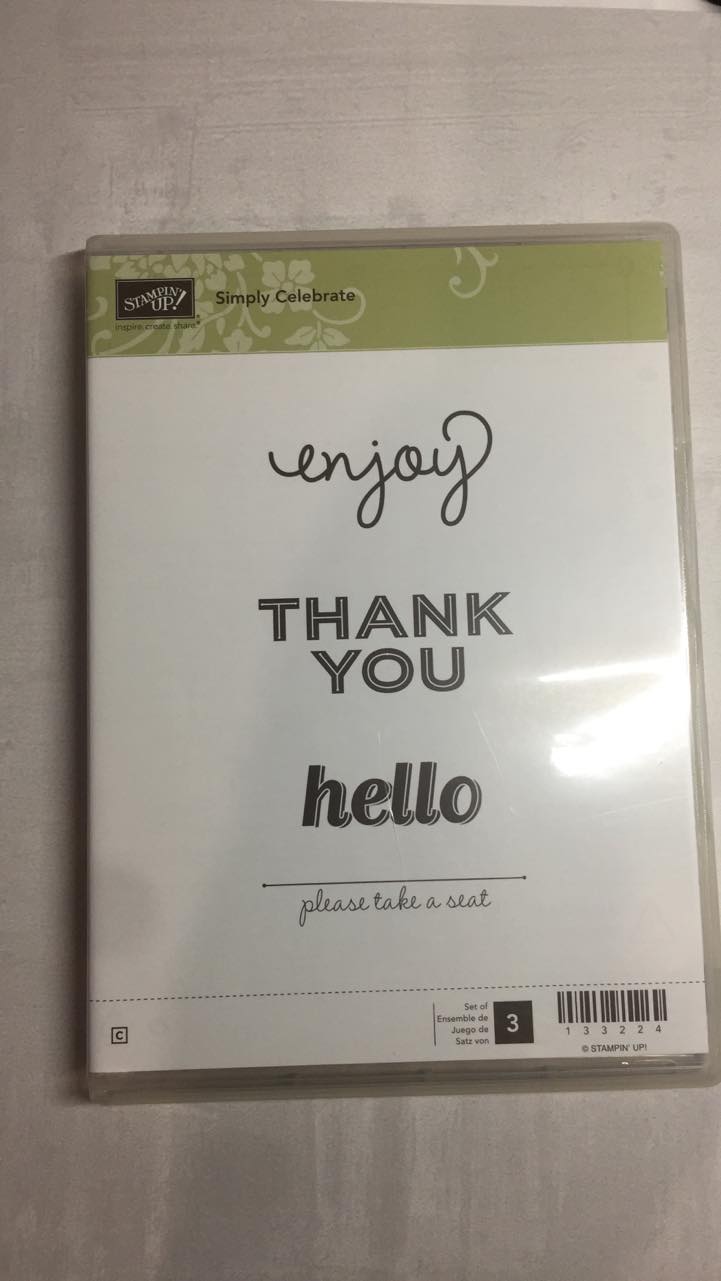 STAMPIN' UP!
inspire. create. share.®
Simply Celebrate
enjoy
THANK
YOU
hello
please take a seat
C
Set of
Ensemble de
Juego de
Satz von
3
1 3 3 2 2 4
© STAMPIN' UP!